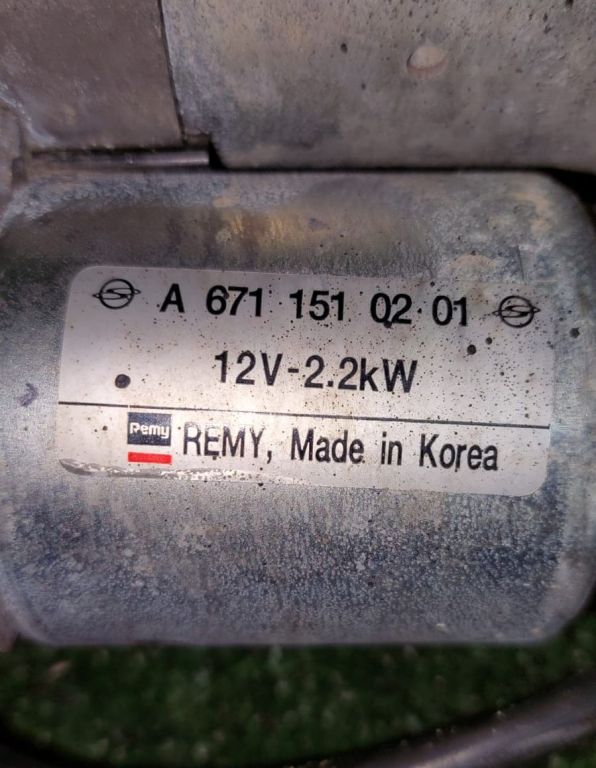 A 671 151 02 01
12V-2.2kW
Remy REMY, Made in Korea